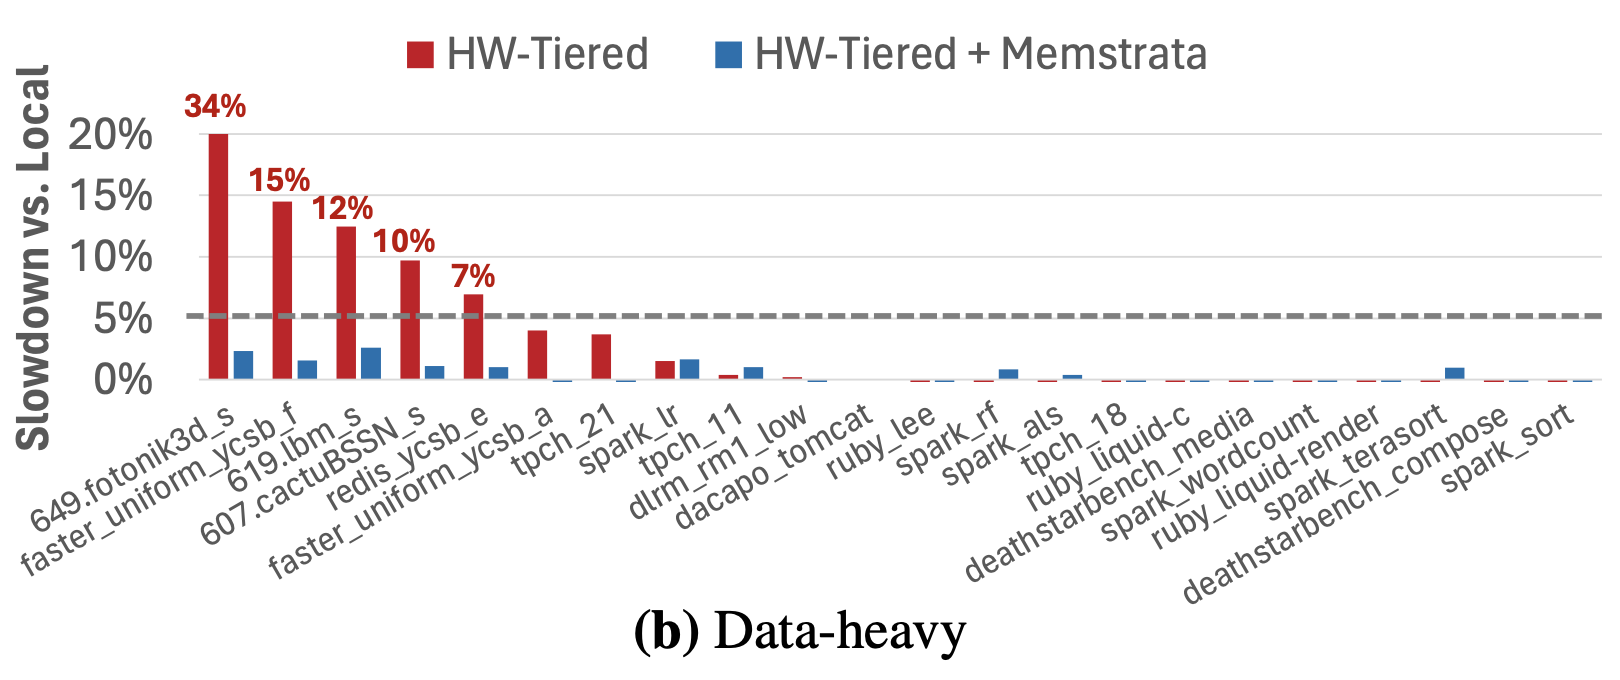 HW-Tiered HW-Tiered + Memstrata
Slowdown vs. Local
34%
20%
15%
15%
12%
10%
10%
7%
5%
0%
649.fotonik3d_s
faster_uniform_ycsb_f
619.lbm_s
607.cactuBSSN_s
redis_ycsb_e
faster_uniform_ycsb_a
tpch_21
spark_lr
tpch_11
dlrm_rm1_low
dacapo_tomcat
ruby_lee
spark_rf
spark_als
tpch_18
ruby_liquid-c
deathstarbench_media
spark_wordcount
ruby_liquid-render
spark_terasort
deathstarbench_compose
spark_sort
(b) Data-heavy